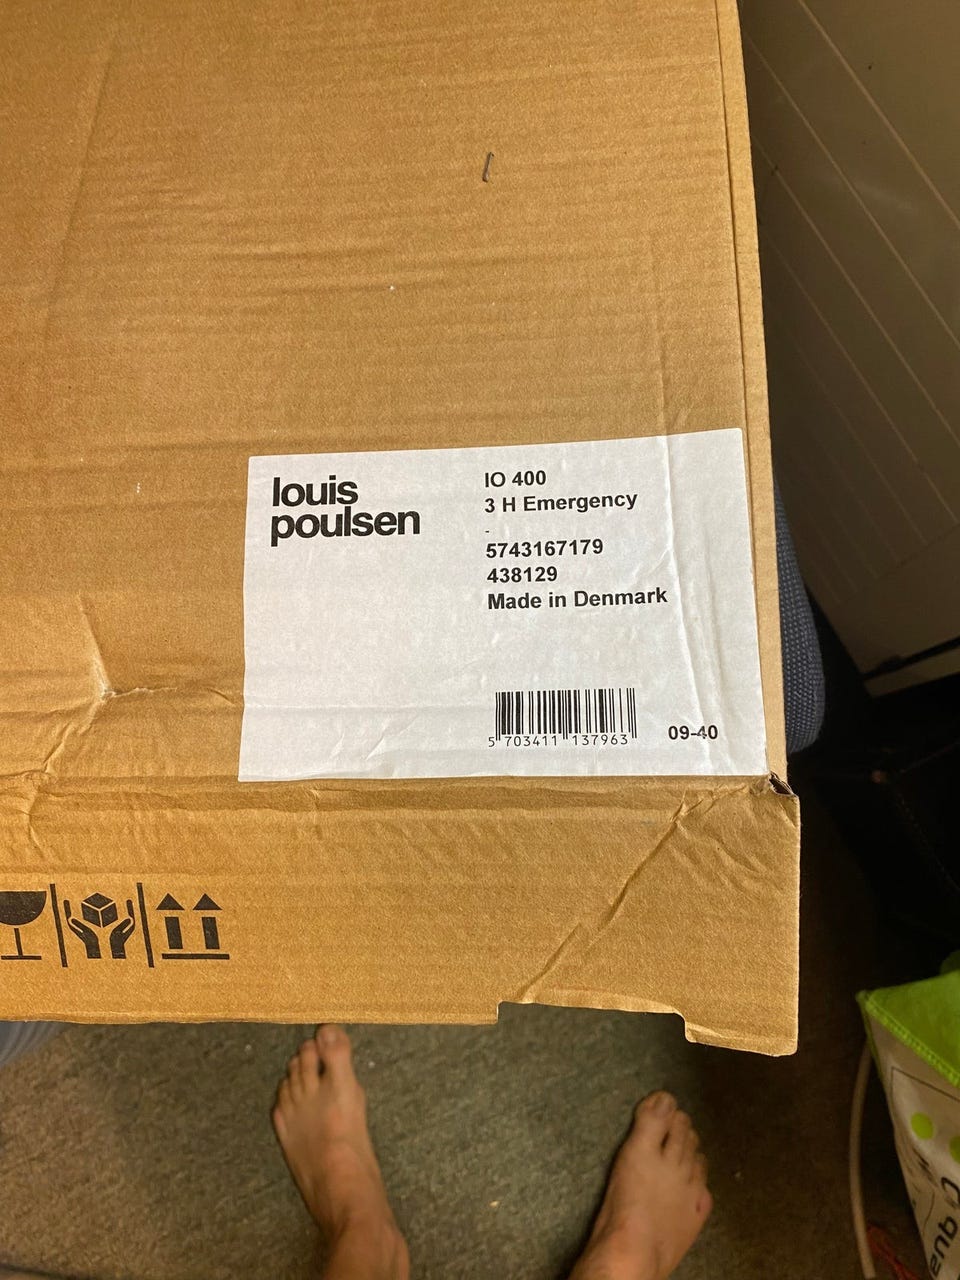 louis
poulsen
IO 400
3 H Emergency
-
5743167179
438129
Made in Denmark
5 703411 137963
09-40